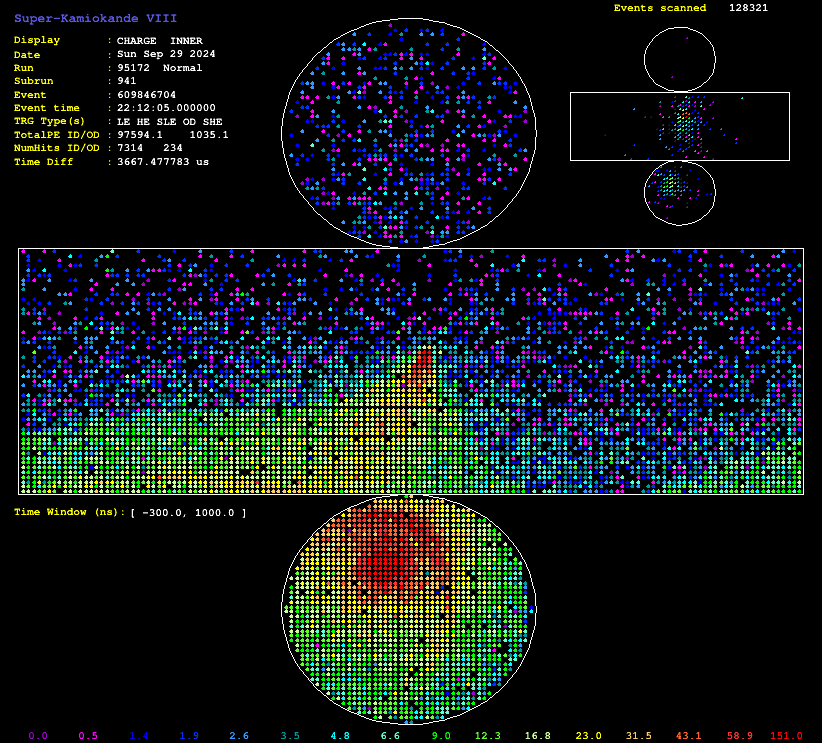 Super-Kamiokande VIII
Events scanned 128321
Display : CHARGE INNER
Date : Sun Sep 29 2024
Run : 95172 Normal
Subrun : 941
Event : 609846704
Event time : 22:12:05.000000
TRG Type(s) : LE HE SLE OD SHE
TotalPE ID/OD : 97594.1 1035.1
NumHits ID/OD : 7314 234
Time Diff : 3667.477783 us
Time Window (ns): [ -300.0, 1000.0 ]
0.0 0.5 1.4 1.9 2.6 3.5 4.8 6.6 9.0 12.3 16.8 23.0 31.5 43.1 58.9 151.0